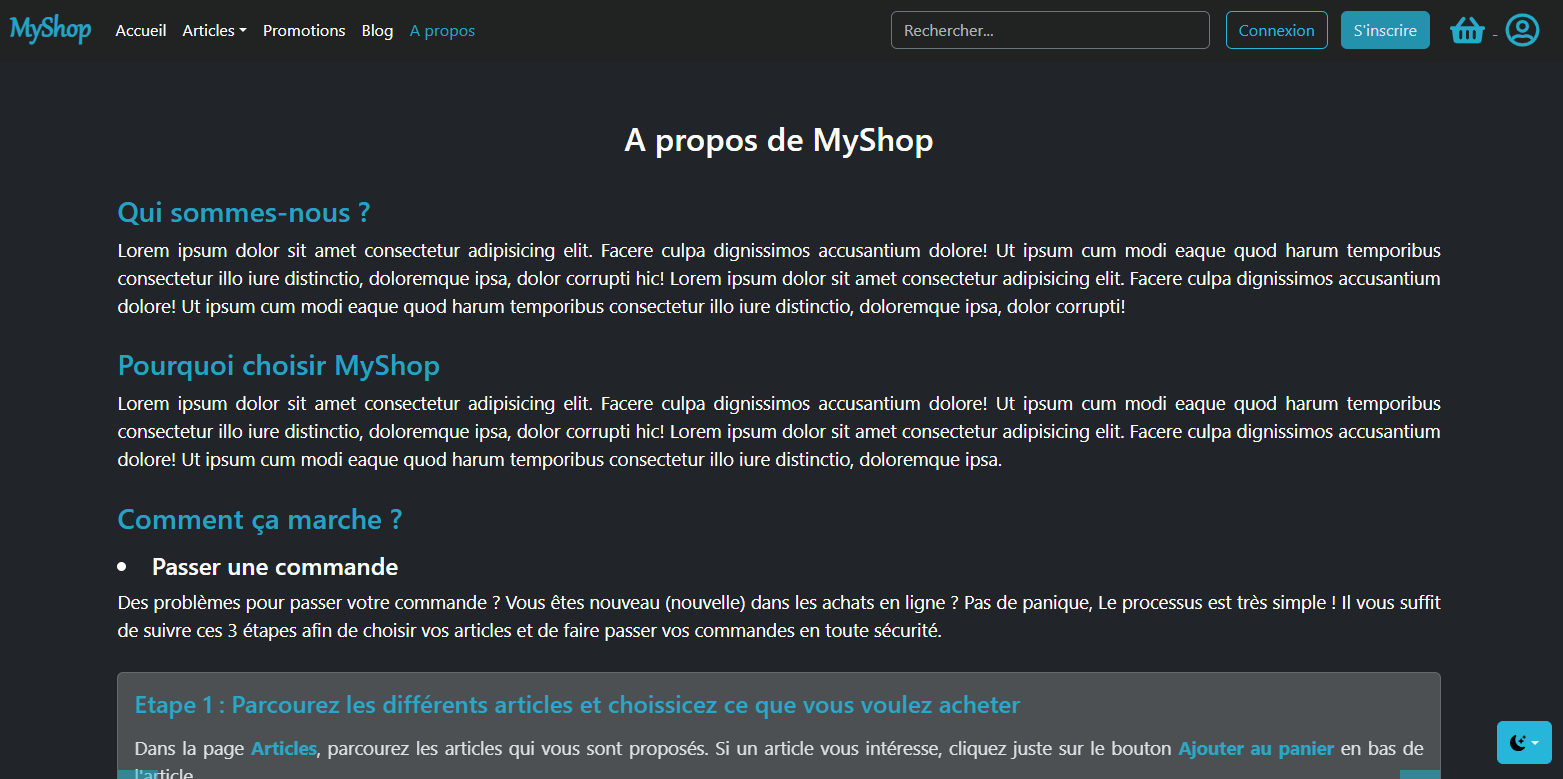 MyShop Accueil Articles Promotions Blog A propos Rechercher... Connexion S'inscrire -
A propos de MyShop
Qui sommes-nous ?
Lorem ipsum dolor sit amet consectetur adipisicing elit. Facere culpa dignissimos accusantium dolore! Ut ipsum cum modi eaque quod harum temporibus
consectetur illo iure distinctio, doloremque ipsa, dolor corrupti hic! Lorem ipsum dolor sit amet consectetur adipisicing elit. Facere culpa dignissimos accusantium
dolore! Ut ipsum cum modi eaque quod harum temporibus consectetur illo iure distinctio, doloremque ipsa, dolor corrupti!
Pourquoi choisir MyShop
Lorem ipsum dolor sit amet consectetur adipisicing elit. Facere culpa dignissimos accusantium dolore! Ut ipsum cum modi eaque quod harum temporibus
consectetur illo iure distinctio, doloremque ipsa, dolor corrupti hic! Lorem ipsum dolor sit amet consectetur adipisicing elit. Facere culpa dignissimos accusantium
dolore! Ut ipsum cum modi eaque quod harum temporibus consectetur illo iure distinctio, doloremque ipsa.
Comment ça marche ?
• Passer une commande
Des problèmes pour passer votre commande ? Vous êtes nouveau (nouvelle) dans les achats en ligne ? Pas de panique, Le processus est très simple ! Il vous suffit
de suivre ces 3 étapes afin de choisir vos articles et de faire passer vos commandes en toute sécurité.
Etape 1 : Parcourez les différents articles et choissicez ce que vous voulez acheter
Dans la page Articles, parcourez les articles qui vous sont proposés. Si un article vous intéresse, cliquez juste sur le bouton Ajouter au panier en bas de
l'article